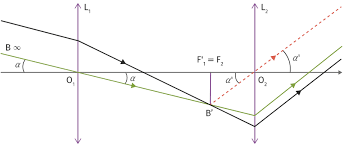 L₁
L₂
B ∞
F'₁ = F₂
α
α'
α
α'
O₁
O₂
B'